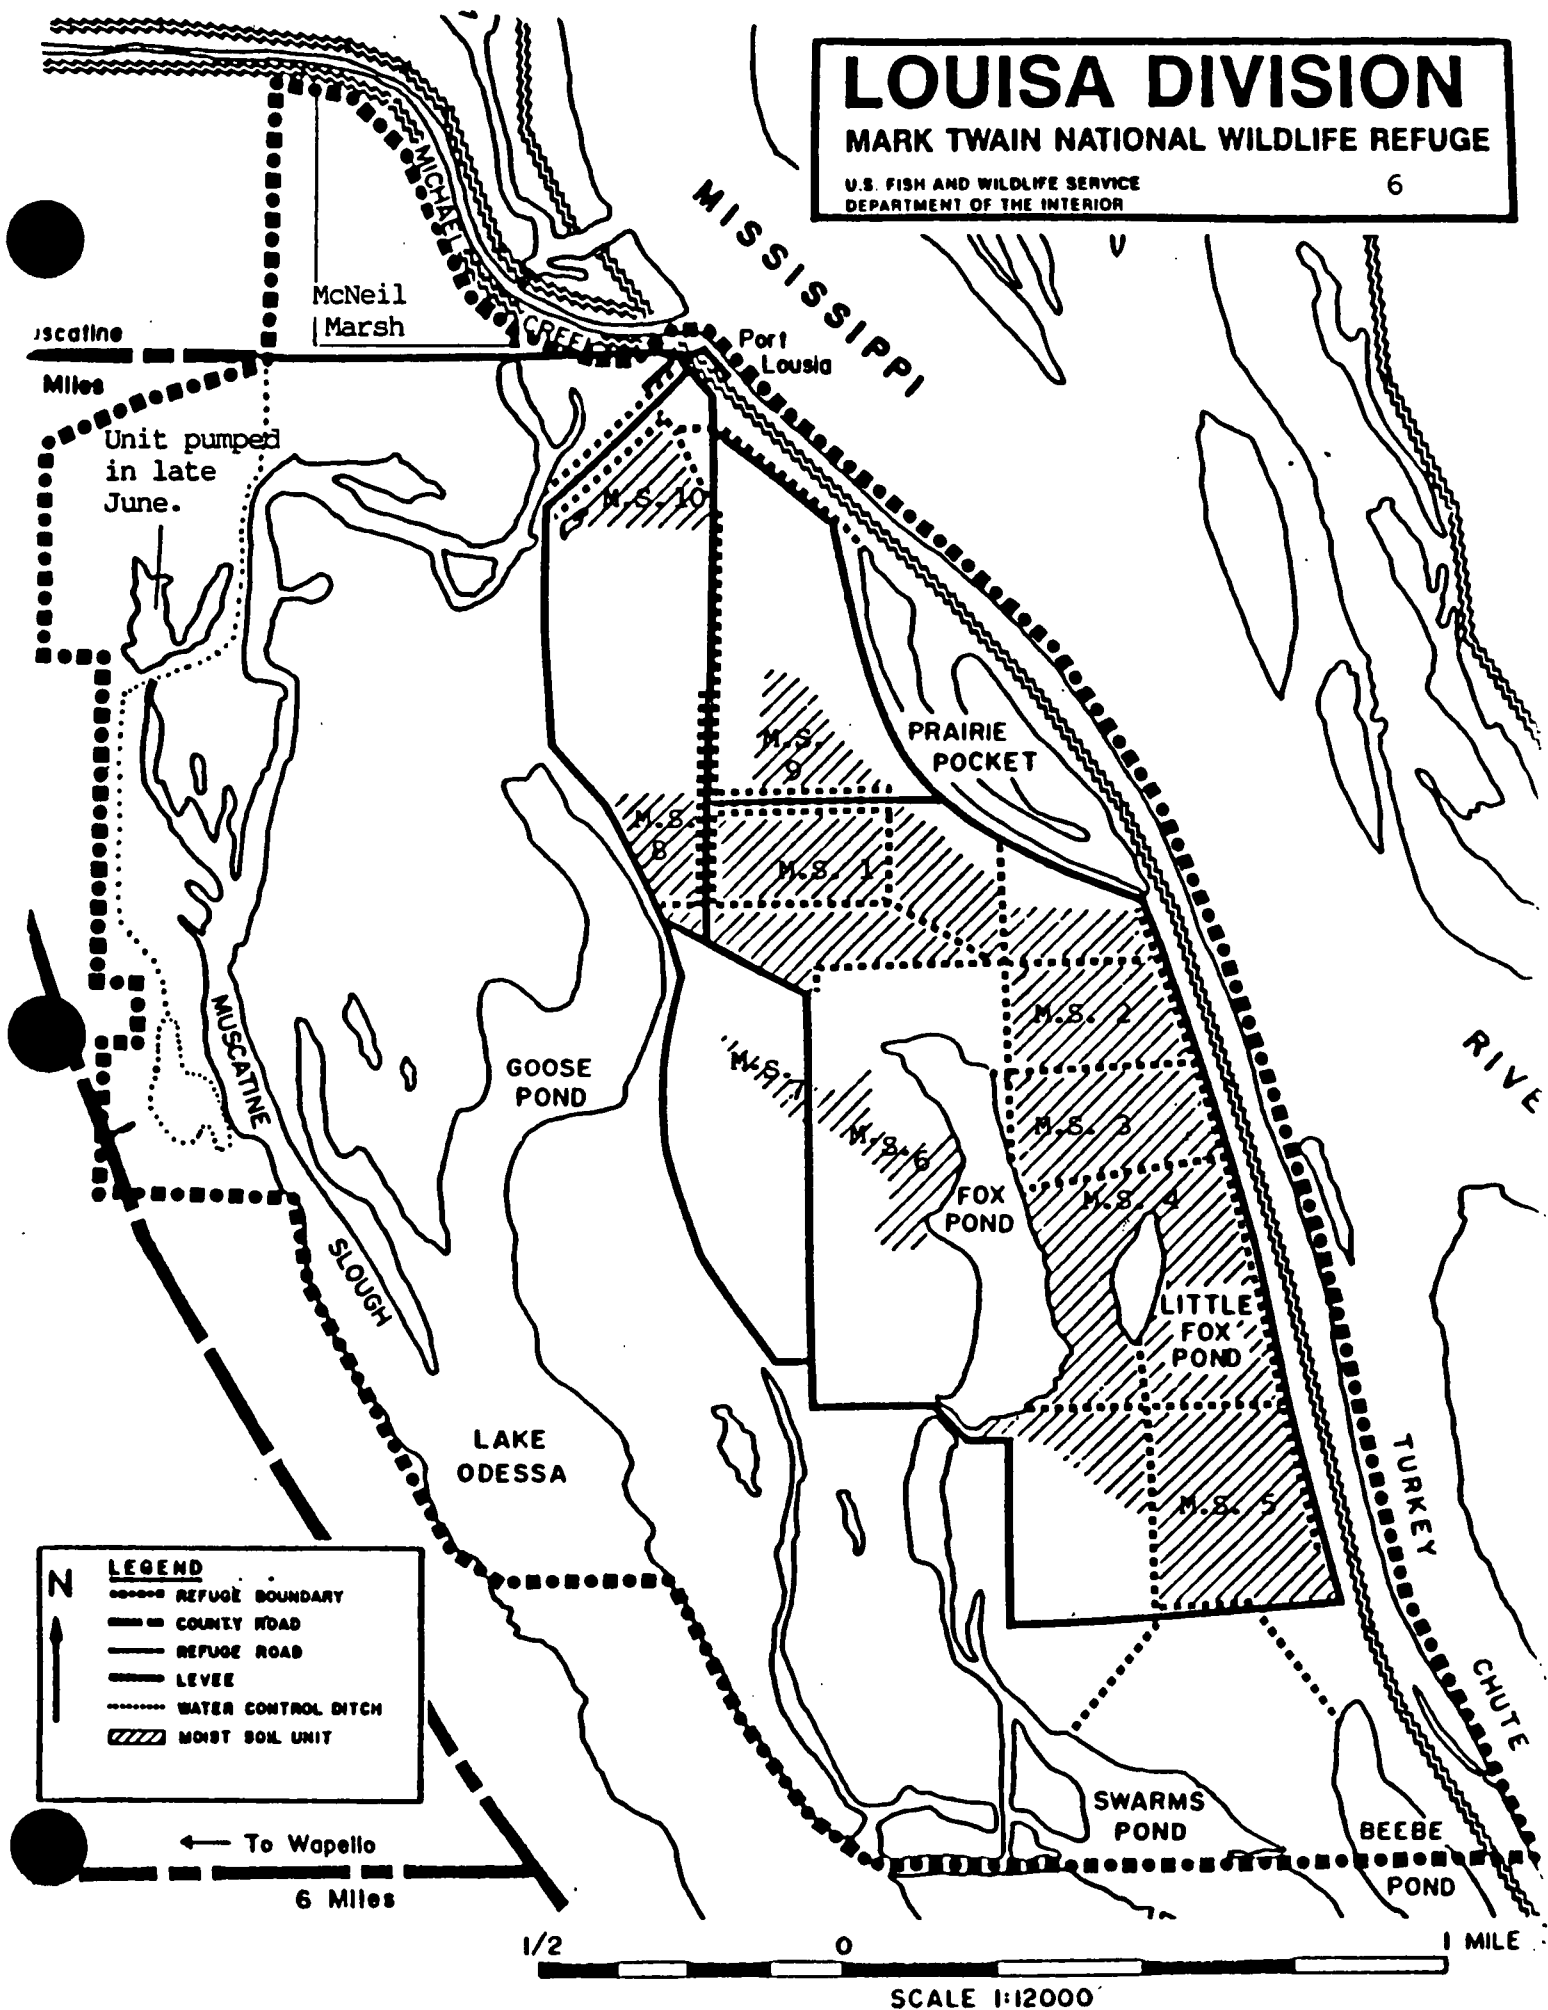 LOUISA DIVISION
MARK TWAIN NATIONAL WILDLIFE REFUGE
U.S. FISH AND WILDLIFE SERVICE
6
DEPARTMENT OF THE INTERIOR
MISSISSIPPI
MICHAEL
CREEK
McNeil
Marsh
Port
Lousia
uscatine
Miles
Unit pumped
in late
June.
M.S. 10
PRAIRIE
POCKET
M.S.
9
M.S.
8
M.S. 1
M.S. 2
MUSCATINE
SLOUGH
GOOSE
POND
M.S. 7
M.S. 3
M.S. 6
M.S. 4
FOX
POND
RIVE
LITTLE
FOX
POND
LAKE
ODESSA
M.S. 5
TURKEY
CHUTE
LEGEND
N
REFUGE BOUNDARY
COUNTY ROAD
REFUGE ROAD
LEVEE
WATER CONTROL DITCH
MOIST SOIL UNIT
SWARMS
POND
BEEBE
POND
To Wapello
6 Miles
1/2 0 1 MILE
SCALE 1:12000